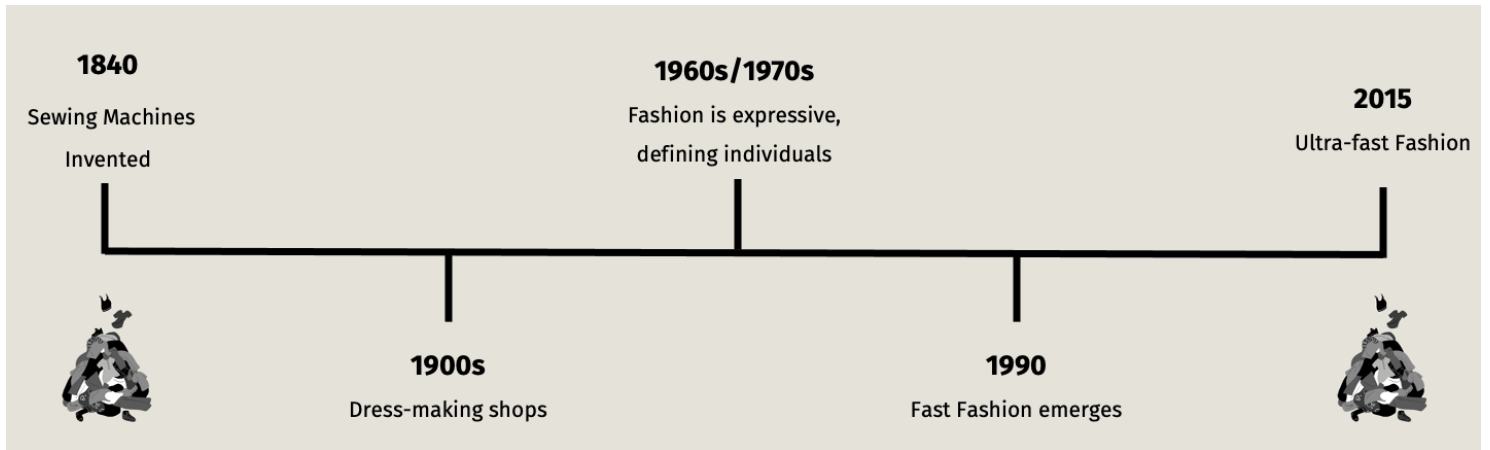 1840
Sewing Machines
Invented
1900s
Dress-making shops
1960s/1970s
Fashion is expressive,
defining individuals
1990
Fast Fashion emerges
2015
Ultra-fast Fashion